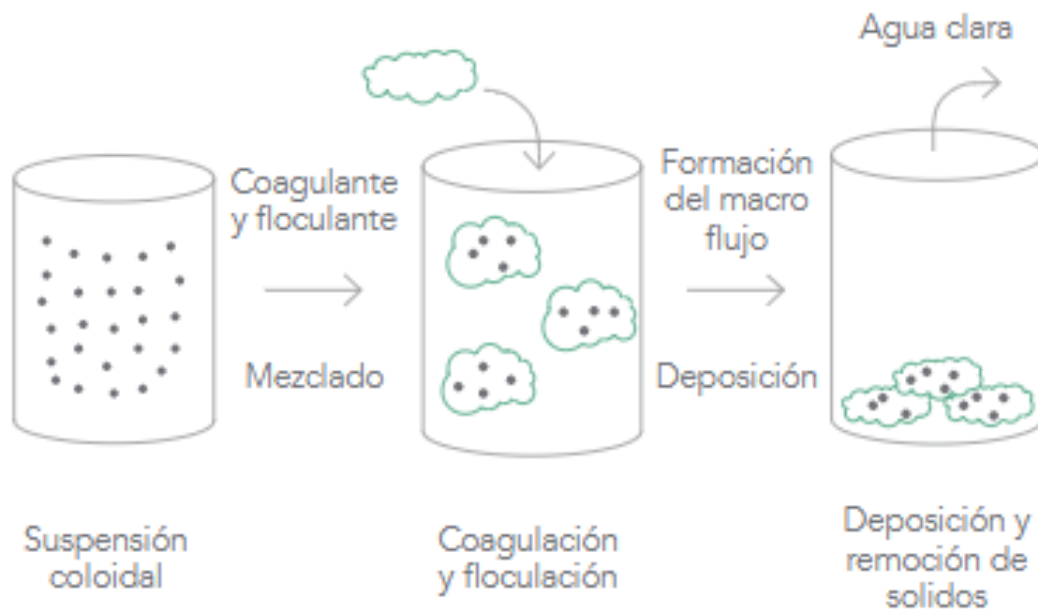 Agua clara
Coagulante
y floculante
Mezclado
Formación
del macro
flujo
Deposición
Suspensión
coloidal
Coagulación
y floculación
Deposición y
remoción de
solidos